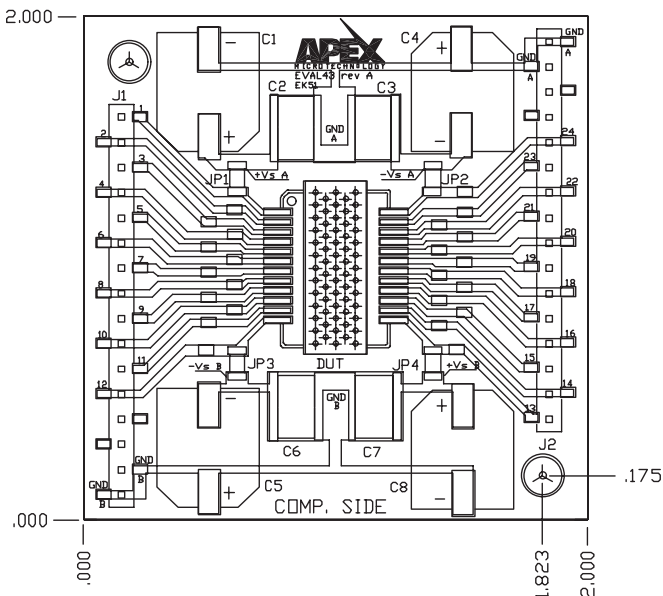 2.000
C1
C4
GND
A
APEX
MICROTECHNOLOGY
EVAL43 rev A
EK51
GND
A
J1
C2
C3
GND
A
1
2
3
4
5
6
7
8
9
10
11
12
24
23
22
21
20
19
18
17
16
15
14
13
JP1
+Vs A
-Vs A
JP2
-Vs B
JP3
DUT
JP4
+Vs B
GND
B
C6
C7
GND
B
GND
B
C5
C8
J2
COMP. SIDE
.175
.000
.000
1.823
2.000